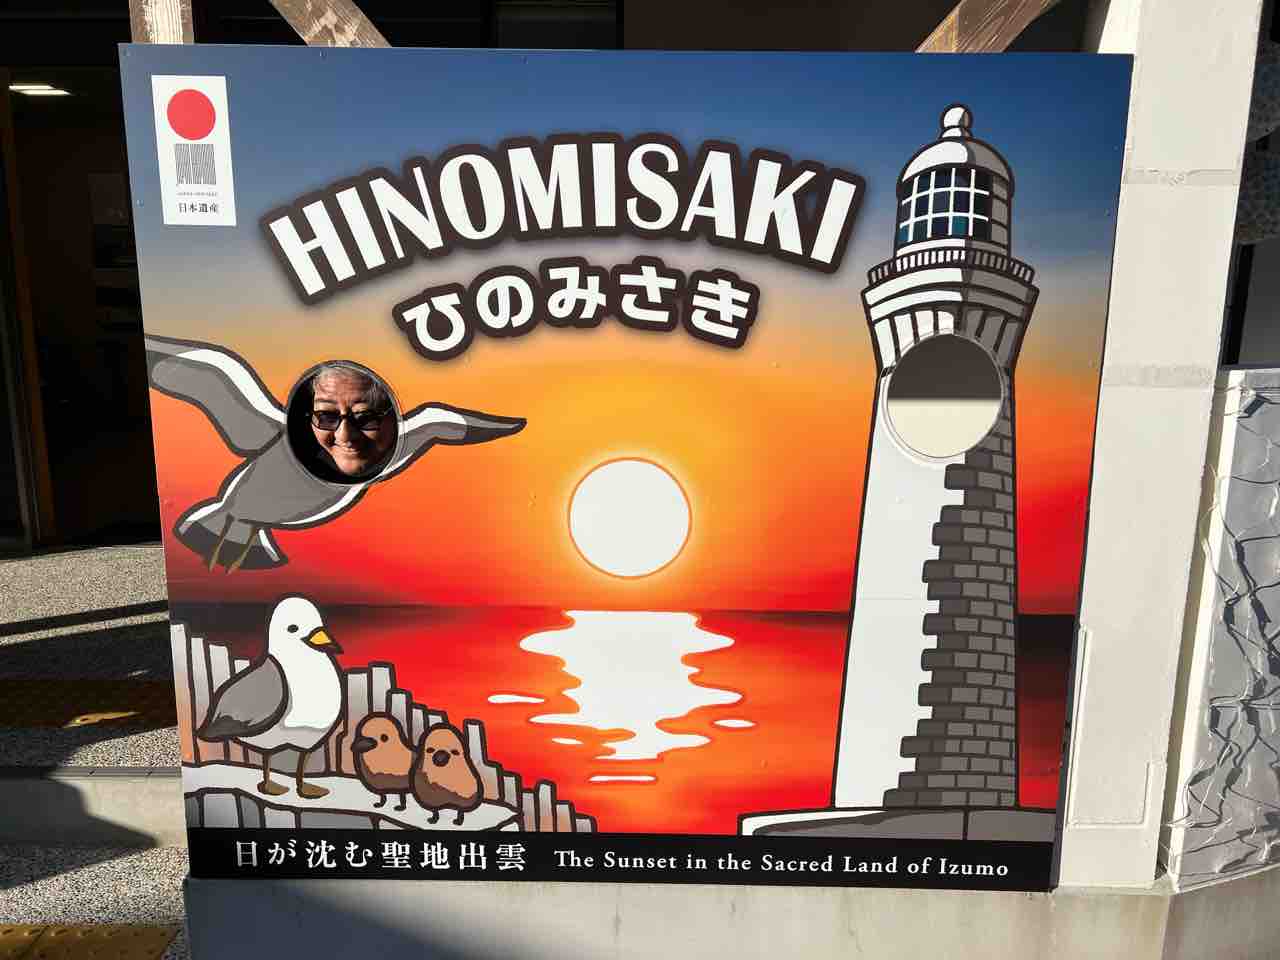 日本遺産
HINOMISAKI
ひのみさき
日が沈む聖地出雲
The Sunset in the Sacred Land of Izumo